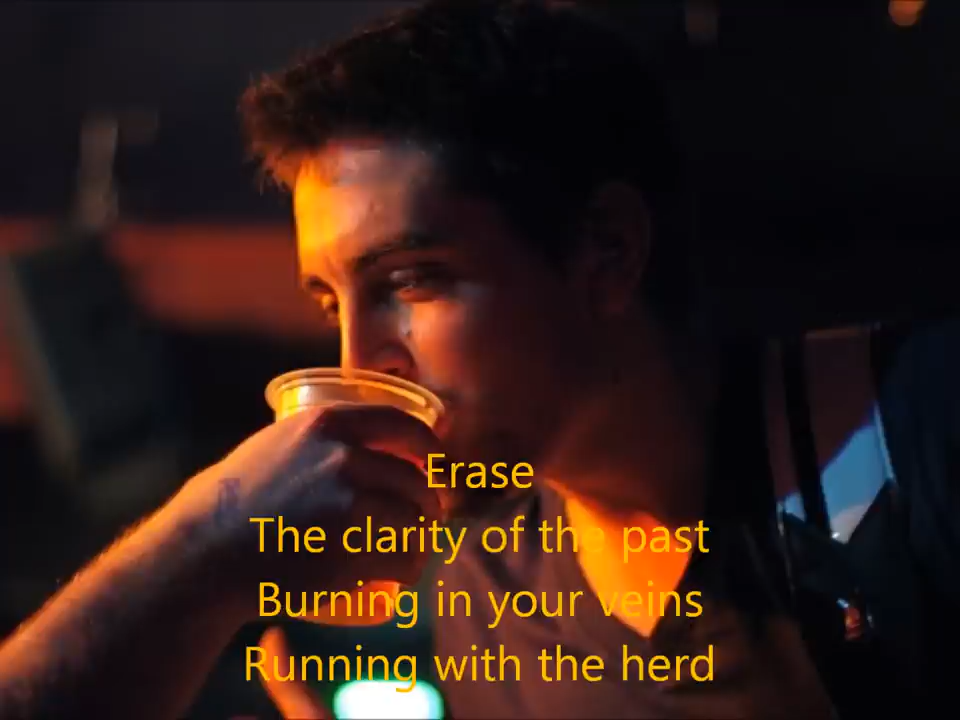 Erase
The clarity of the past
Burning in your veins
Running with the herd